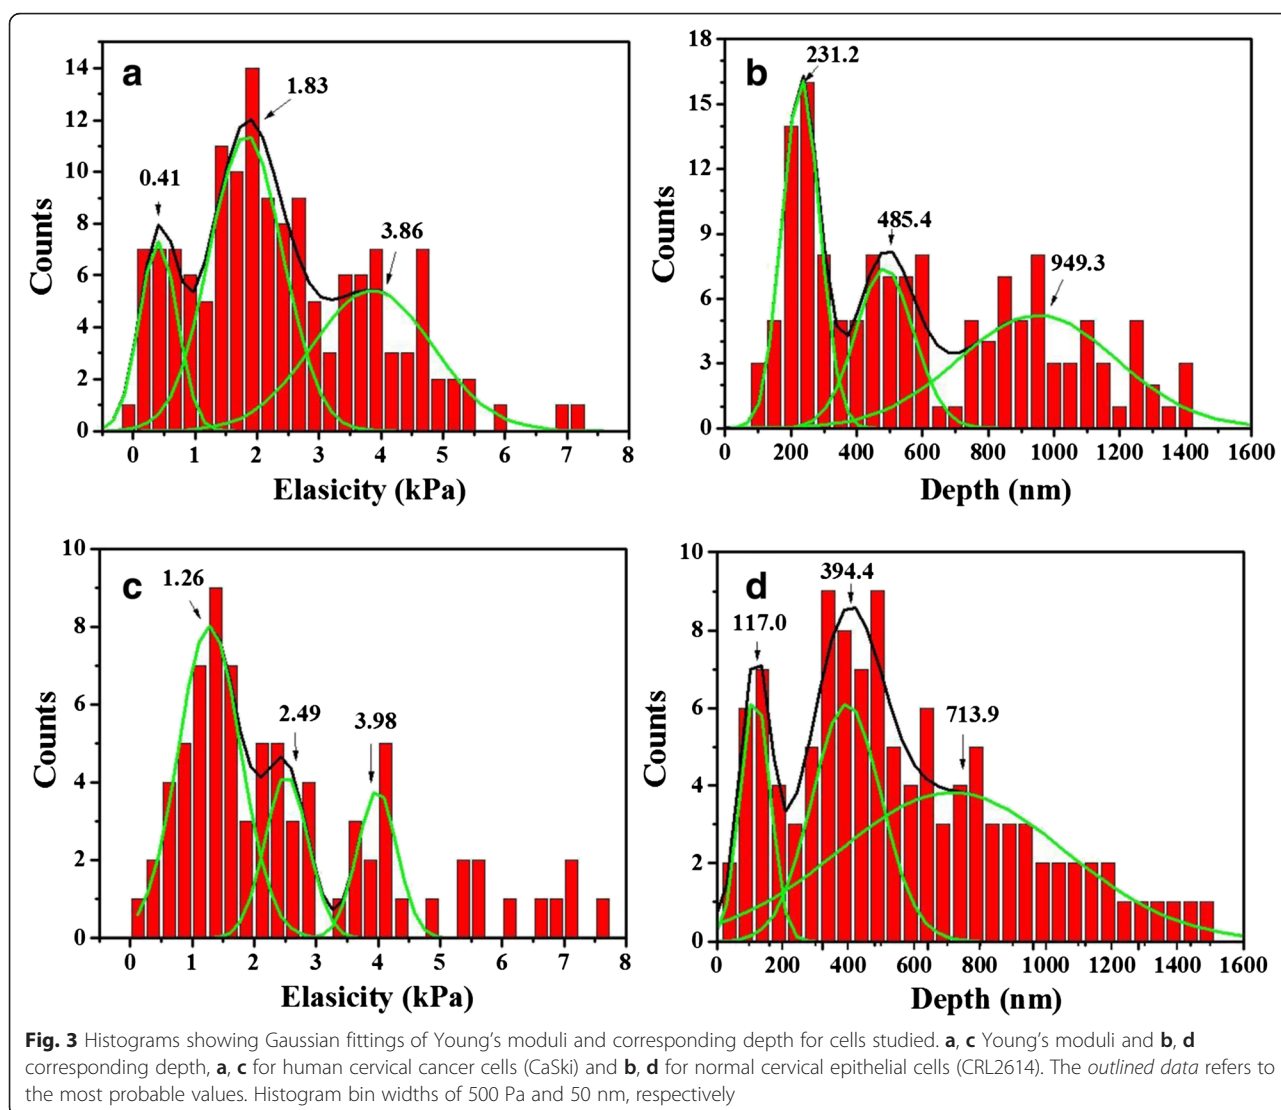 a
14
12
10
8
6
4
2
0
Counts
0.41
1.83
3.86
0 1 2 3 4 5 6 7 8
Elasicity (kPa)
b
18
15
12
9
6
3
0
Counts
231.2
485.4
949.3
0 200 400 600 800 1000 1200 1400 1600
Depth (nm)
c
10
8
6
4
2
0
Counts
1.26
2.49
3.98
0 1 2 3 4 5 6 7 8
Elasicity (kPa)
d
10
8
6
4
2
0
Counts
117.0
394.4
713.9
0 200 400 600 800 1000 1200 1400 1600
Depth (nm)
Fig. 3 Histograms showing Gaussian fittings of Young's moduli and corresponding depth for cells studied. a, c Young's moduli and b, d
corresponding depth, a, c for human cervical cancer cells (CaSki) and b, d for normal cervical epithelial cells (CRL2614). The outlined data refers to
the most probable values. Histogram bin widths of 500 Pa and 50 nm, respectively